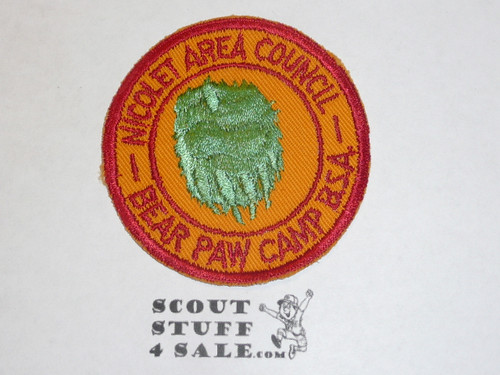 NICOLET AREA COUNCIL
BEAR PAW CAMP B.S.A.
SCOUT
STUFF
4 SALE.COM